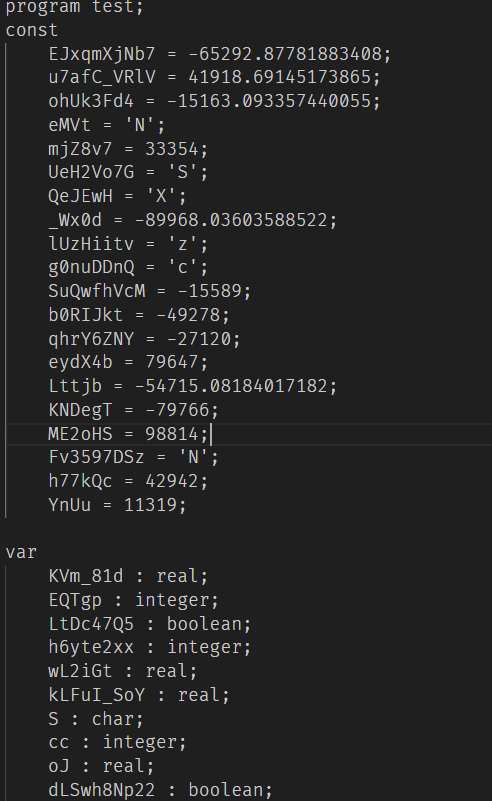 program test;
const
EJxqmXjNb7 = -65292.87781883408;
u7afC_VRlV = 41918.69145173865;
ohUk3Fd4 = -15163.093357440055;
eMVt = 'N';
mjZ8v7 = 33354;
UeH2Vo7G = 'S';
QeJEwH = 'X';
_Wx0d = -89968.03603588522;
lUzHiitv = 'z';
g0nuDDnQ = 'c';
SuQwfhVcM = -15589;
b0RIJkt = -49278;
qhrY6ZNY = -27120;
eydX4b = 79647;
Lttjb = -54715.08184017182;
KNDegT = -79766;
ME2oHS = 98814;
Fv3597DSz = 'N';
h77kQc = 42942;
YnUu = 11319;
var
KVm_81d : real;
EQTgp : integer;
LtDc47Q5 : boolean;
h6yte2xx : integer;
wL2iGt : real;
kLFuI_SoY : real;
S : char;
cc : integer;
oJ : real;
dLSwh8Np22 : boolean;